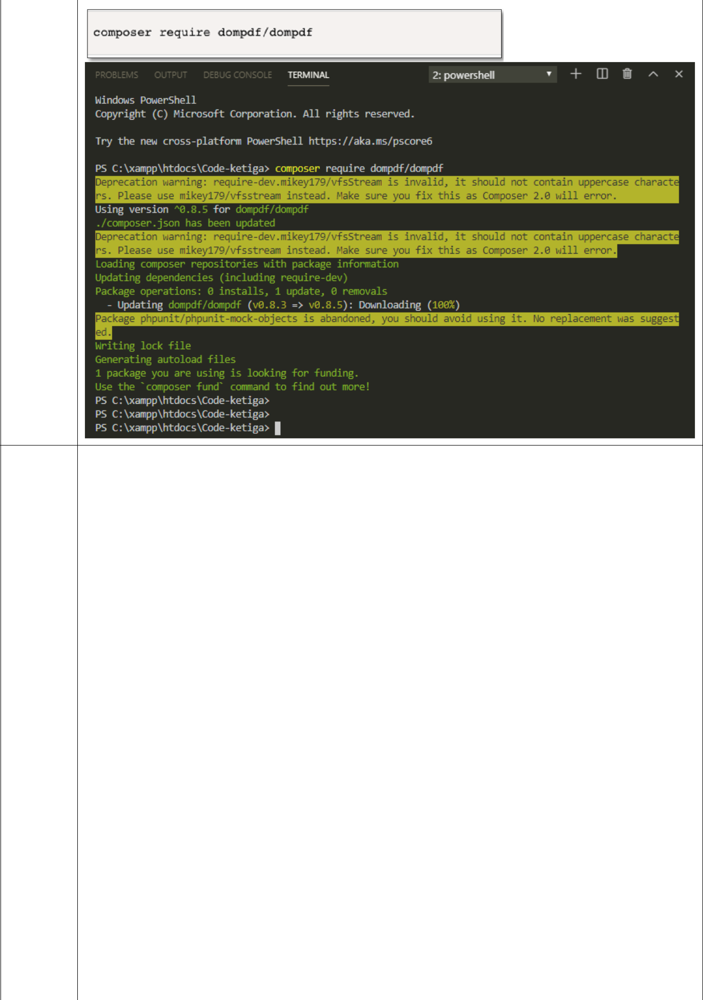 composer require dompdf/dompdf
PROBLEMS OUTPUT DEBUG CONSOLE TERMINAL 2: powershell
Windows PowerShell
Copyright (C) Microsoft Corporation. All rights reserved.
Try the new cross-platform PowerShell https://aka.ms/pscore6
PS C:\xampp\htdocs\Code-ketiga> composer require dompdf/dompdf
Deprecation warning: require-dev.mikey179/vfsStream is invalid, it should not contain uppercase characte
rs. Please use mikey179/vfsstream instead. Make sure you fix this as Composer 2.0 will error.
Using version ^0.8.5 for dompdf/dompdf
./composer.json has been updated
Deprecation warning: require-dev.mikey179/vfsStream is invalid, it should not contain uppercase characte
rs. Please use mikey179/vfsstream instead. Make sure you fix this as Composer 2.0 will error.
Loading composer repositories with package information
Updating dependencies (including require-dev)
Package operations: 0 installs, 1 update, 0 removals
- Updating dompdf/dompdf (v0.8.3 => v0.8.5): Downloading (100%)
Package phpunit/phpunit-mock-objects is abandoned, you should avoid using it. No replacement was suggest
ed.
Writing lock file
Generating autoload files
1 package you are using is looking for funding.
Use the `composer fund` command to find out more!
PS C:\xampp\htdocs\Code-ketiga>
PS C:\xampp\htdocs\Code-ketiga>
PS C:\xampp\htdocs\Code-ketiga>